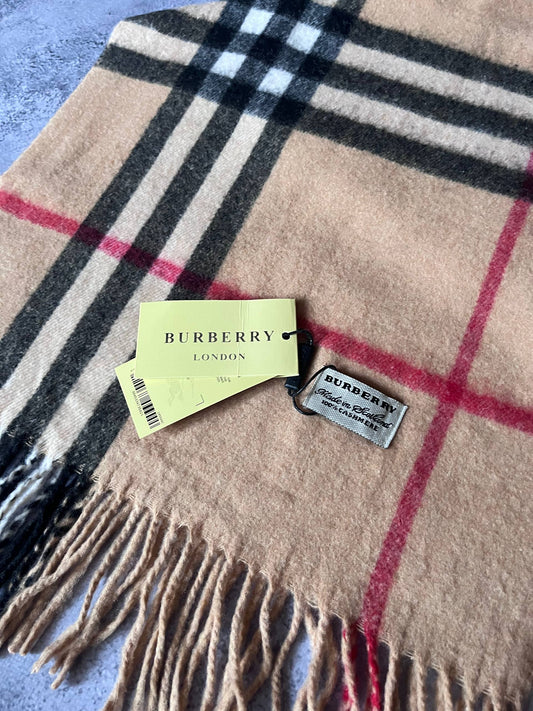 BURBERRY
LONDON
BURBERRY
Made in Scotland
100% CASHMERE